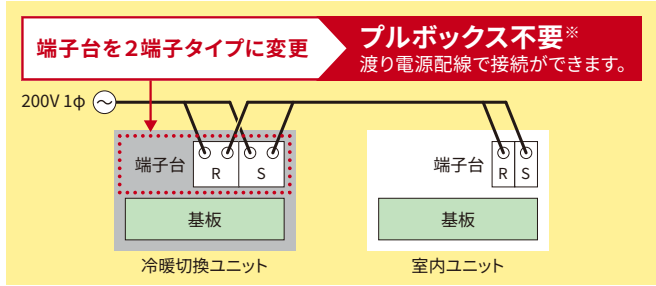 端子台を2端子タイプに変更
プルボックス不要※
渡り電源配線で接続ができます。
200V 1φ
端子台
R
S
基板
冷暖切換ユニット
端子台
R
S
基板
室内ユニット